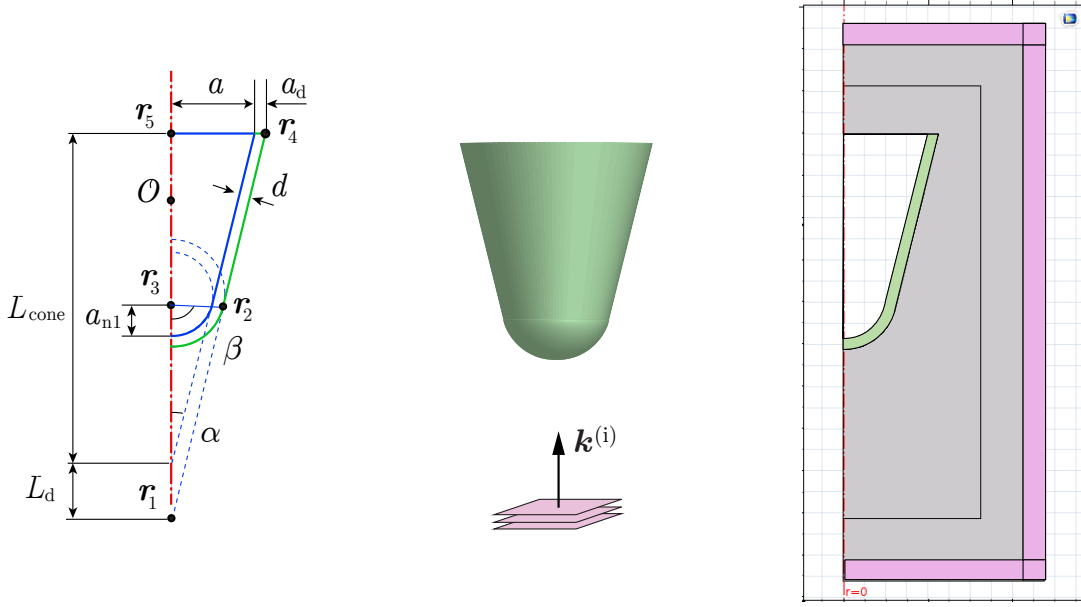 a
a_d
r_5
r_4
O
d
r_3
L_cone
a_n1
r_2
β
k^(i)
α
L_d
r_1
r=0